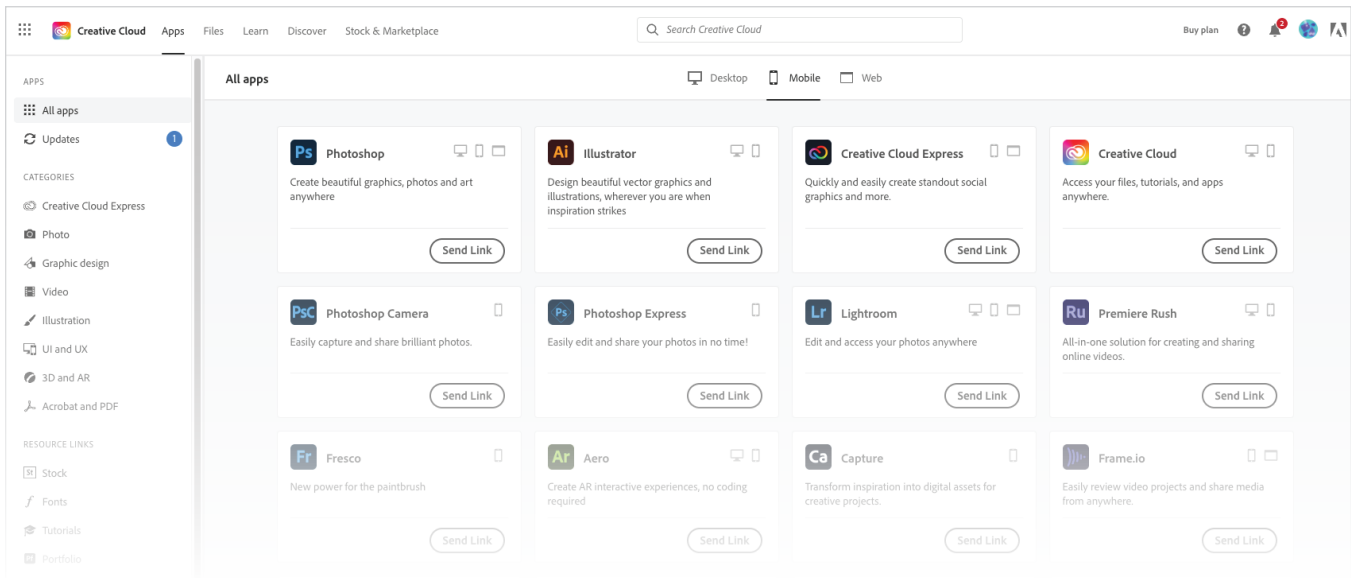 Creative Cloud Apps Files Learn Discover Stock & Marketplace Search Creative Cloud Buy plan ? 2
APPS
All apps
Updates 1
CATEGORIES
Creative Cloud Express
Photo
Graphic design
Video
Illustration
UI and UX
3D and AR
Acrobat and PDF
RESOURCE LINKS
St Stock
f Fonts
Tutorials
Portfolio
All apps Desktop Mobile Web
Ps Photoshop
Create beautiful graphics, photos and art
anywhere
Send Link
Ai Illustrator
Design beautiful vector graphics and
illustrations, wherever you are when
inspiration strikes
Send Link
Creative Cloud Express
Quickly and easily create standout social
graphics and more.
Send Link
Creative Cloud
Access your files, tutorials, and apps
anywhere.
Send Link
PsC Photoshop Camera
Easily capture and share brilliant photos.
Send Link
Ps Photoshop Express
Easily edit and share your photos in no time!
Send Link
Lr Lightroom
Edit and access your photos anywhere
Send Link
Ru Premiere Rush
All-in-one solution for creating and sharing
online videos.
Send Link
Fr Fresco
New power for the paintbrush
Send Link
Ar Aero
Create AR interactive experiences, no coding
required
Send Link
Ca Capture
Transform inspiration into digital assets for
creative projects.
Send Link
Frame.io
Easily review video projects and share media
from anywhere.
Send Link